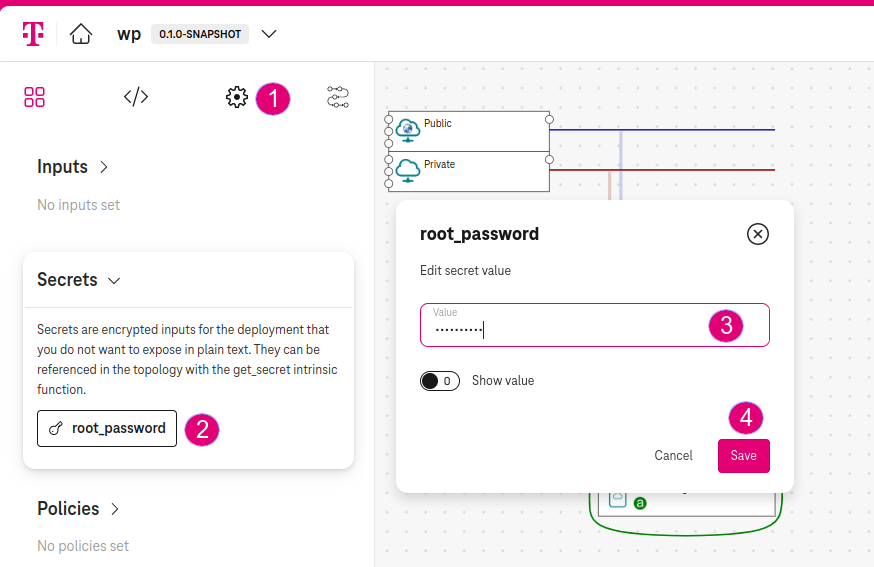 T
wp
0.1.0-SNAPSHOT
</>
1
Inputs
No inputs set
Secrets
Secrets are encrypted inputs for the deployment that
you do not want to expose in plain text. They can be
referenced in the topology with the get_secret intrinsic
function.
root_password
2
Policies
No policies set
Public
Private
root_password
Edit secret value
Value
••••••••••
3
0
Show value
4
Cancel
Save
a